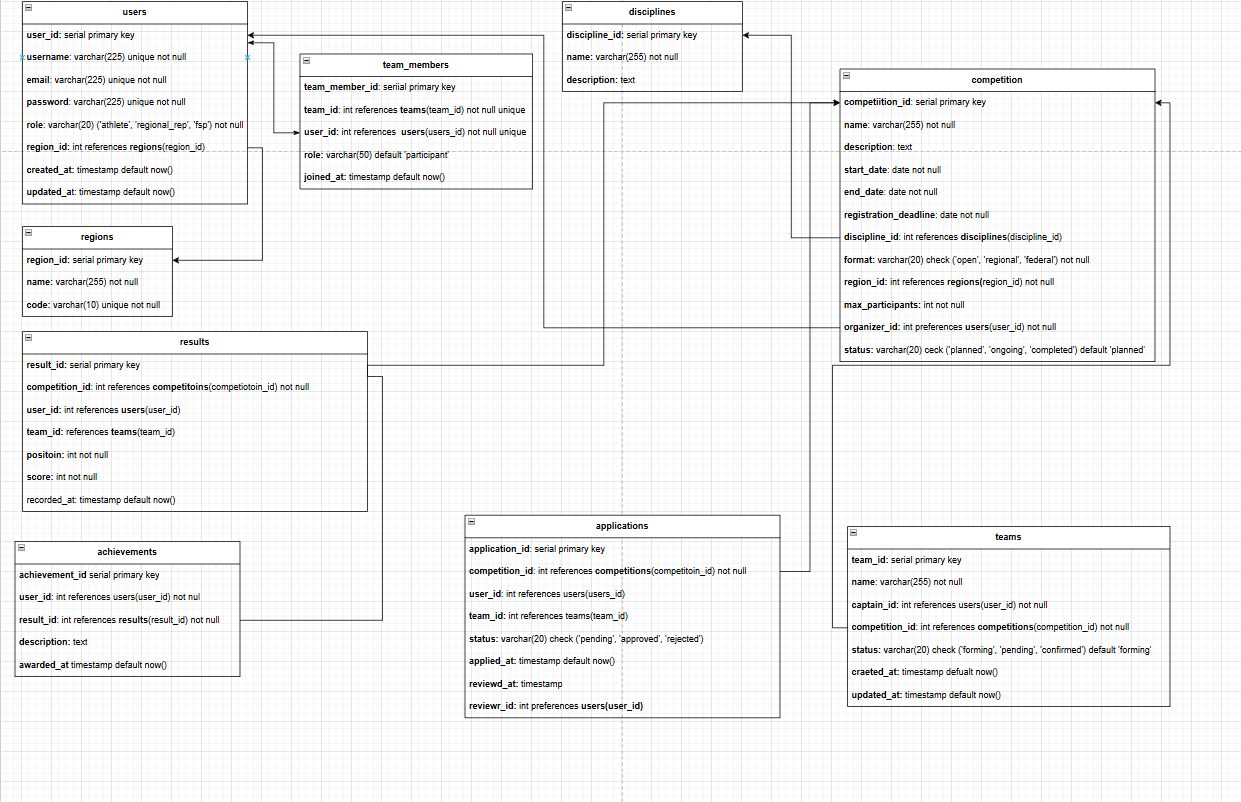 users
user_id: serial primary key
username: varchar(225) unique not null
email: varchar(225) unique not null
password: varchar(225) unique not null
role: varchar(20) ('athlete', 'regional_rep', 'fsp') not null
region_id: int references regions(region_id)
created_at: timestamp default now()
updated_at: timestamp default now()
team_members
team_member_id: serial primary key
team_id: int references teams(team_id) not null unique
user_id: int references users(users_id) not null unique
role: varchar(50) default 'participant'
joined_at: timestamp default now()
disciplines
discipline_id: serial primary key
name: varchar(255) not null
description: text
competition
competiition_id: serial primary key
name: varchar(255) not null
description: text
start_date: date not null
end_date: date not null
registration_deadline: date not null
discipline_id: int references disciplines(discipline_id)
format: varchar(20) check ('open', 'regional', 'federal') not null
region_id: int references regions(region_id) not null
max_participants: int not null
organizer_id: int preferences users(user_id) not null
status: varchar(20) ceck ('planned', 'ongoing', 'completed') default 'planned'
regions
region_id: serial primary key
name: varchar(255) not null
code: varchar(10) unique not null
results
result_id: serial primary key
competition_id: int references competitoins(competiotoin_id) not null
user_id: int references users(user_id)
team_id: references teams(team_id)
positoin: int not null
score: int not null
recorded_at: timestamp default now()
achievements
achievement_id serial primary key
user_id: int references users(user_id) not nul
result_id: int references results(result_id) not null
description: text
awarded_at timestamp default now()
applications
application_id: serial primary key
competition_id: int references competitions(competitoin_id) not null
user_id: int references users(users_id)
team_id: int references teams(team_id)
status: varchar(20) check ('pending', 'approved', 'rejected')
applied_at: timestamp default now()
reviewd_at: timestamp
reviewr_id: int preferences users(user_id)
teams
team_id: serial primary key
name: varchar(255) not null
captain_id: int references users(user_id) not null
competition_id: int references competitions(competition_id) not null
status: varchar(20) check ('forming', 'pending', 'confirmed') default 'forming'
craeted_at: timestamp defualt now()
updated_at: timestamp default now()